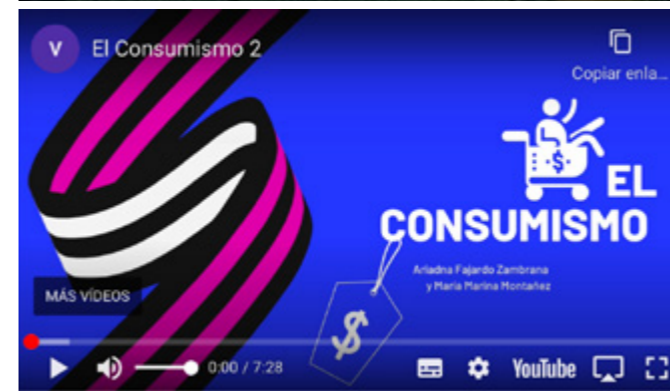 V El Consumismo 2
Copiar enla...
EL
CONSUMISMO
Ariadna Fajardo Zambrana
y Maria Marina Montañez
MÁS VÍDEOS
$
$
0:00 / 7:28
YouTube